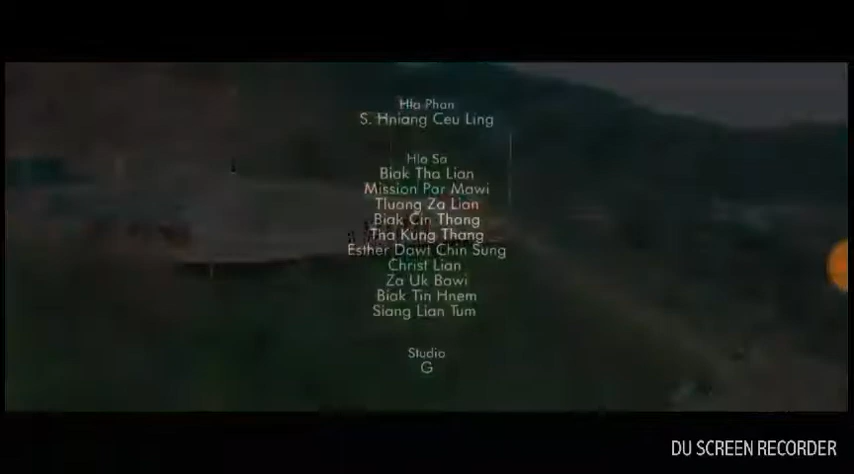 Hla Phan
S. Hniang Ceu Ling
Hla Sa
Biak Tha Lian
Mission Par Mawi
Tluang Za Lian
Biak Cin Thang
Tha Kung Thang
Esther Dawt Chin Sung
Christ Lian
Za Uk Bawi
Biak Tin Hnem
Siang Lian Tum
Studio
G
DU SCREEN RECORDER